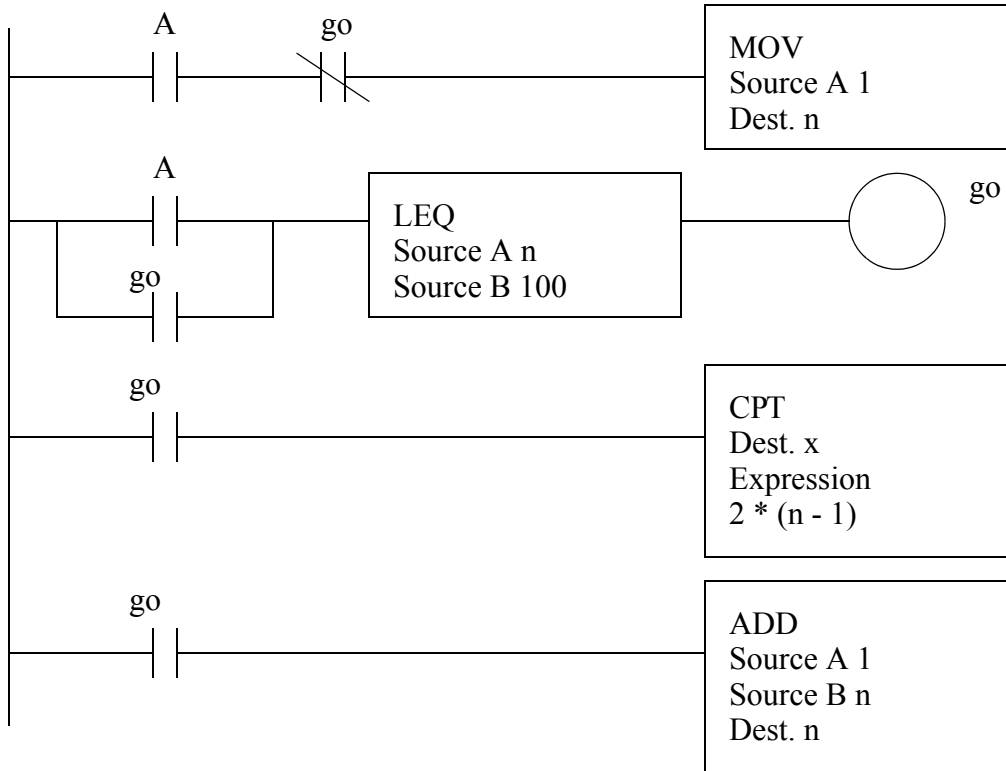 A
go
MOV
Source A 1
Dest. n
A
go
LEQ
Source A n
Source B 100
go
go
CPT
Dest. x
Expression
2 * (n - 1)
go
ADD
Source A 1
Source B n
Dest. n